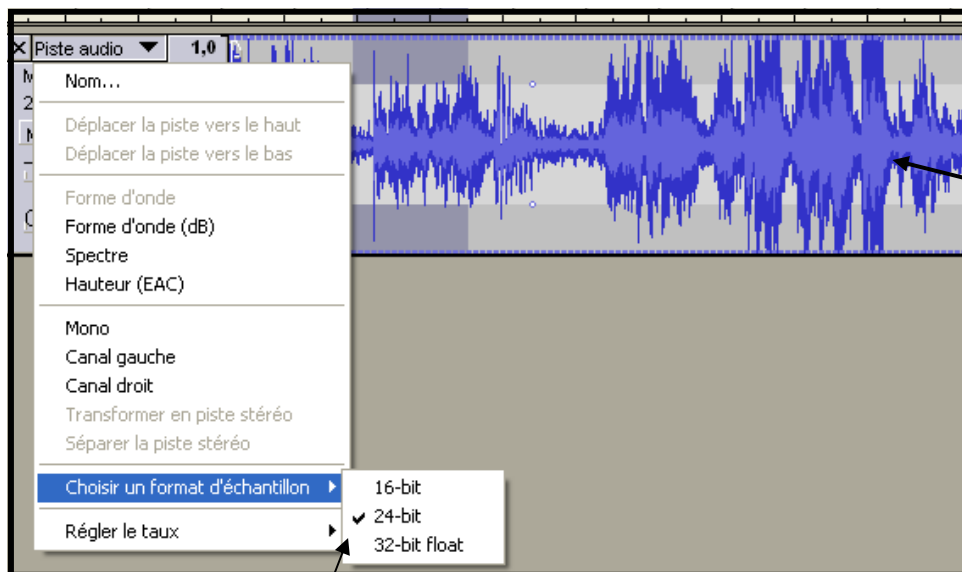 Piste audio 1,0
Nom...
Déplacer la piste vers le haut
Déplacer la piste vers le bas
Forme d'onde
Forme d'onde (dB)
Spectre
Hauteur (EAC)
Mono
Canal gauche
Canal droit
Transformer en piste stéréo
Séparer la piste stéréo
Choisir un format d'échantillon
16-bit
24-bit
32-bit float
Régler le taux